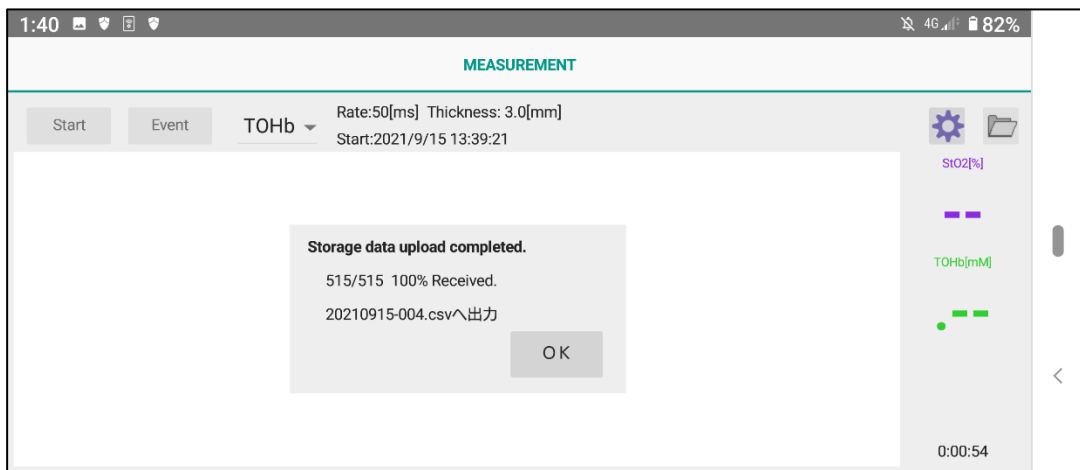 1:40 4G 82%
MEASUREMENT
Start Event TOHb Rate:50[ms] Thickness: 3.0[mm]
Start:2021/9/15 13:39:21
StO2[%]
--
TOHb[mM]
.--
Storage data upload completed.
515/515 100% Received.
20210915-004.csvへ出力
OK
0:00:54